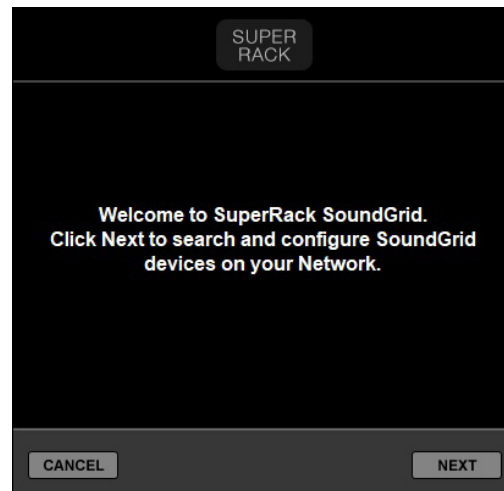 SUPER
RACK
Welcome to SuperRack SoundGrid.
Click Next to search and configure SoundGrid
devices on your Network.
CANCEL
NEXT